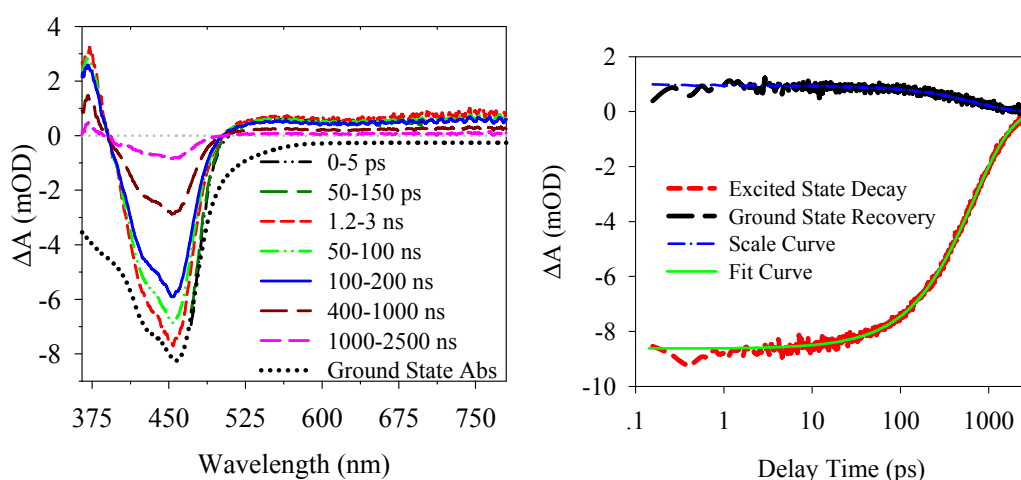 4
2
0
-2
-4
-6
-8
375
450
525
600
675
750
ΔA (mOD)
Wavelength (nm)
0-5 ps
50-150 ps
1.2-3 ns
50-100 ns
100-200 ns
400-1000 ns
1000-2500 ns
Ground State Abs
2
0
-2
-4
-6
-8
-10
.1
1
10
100
1000
ΔA (mOD)
Delay Time (ps)
Excited State Decay
Ground State Recovery
Scale Curve
Fit Curve